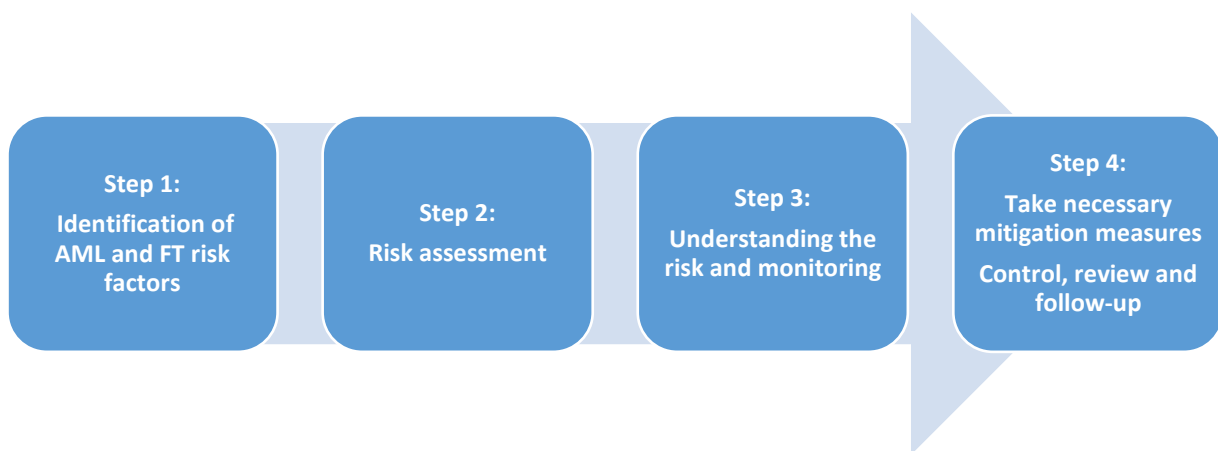 Step 1:
Identification of
AML and FT risk
factors
Step 2:
Risk assessment
Step 3:
Understanding the
risk and monitoring
Step 4:
Take necessary
mitigation measures
Control, review and
follow-up